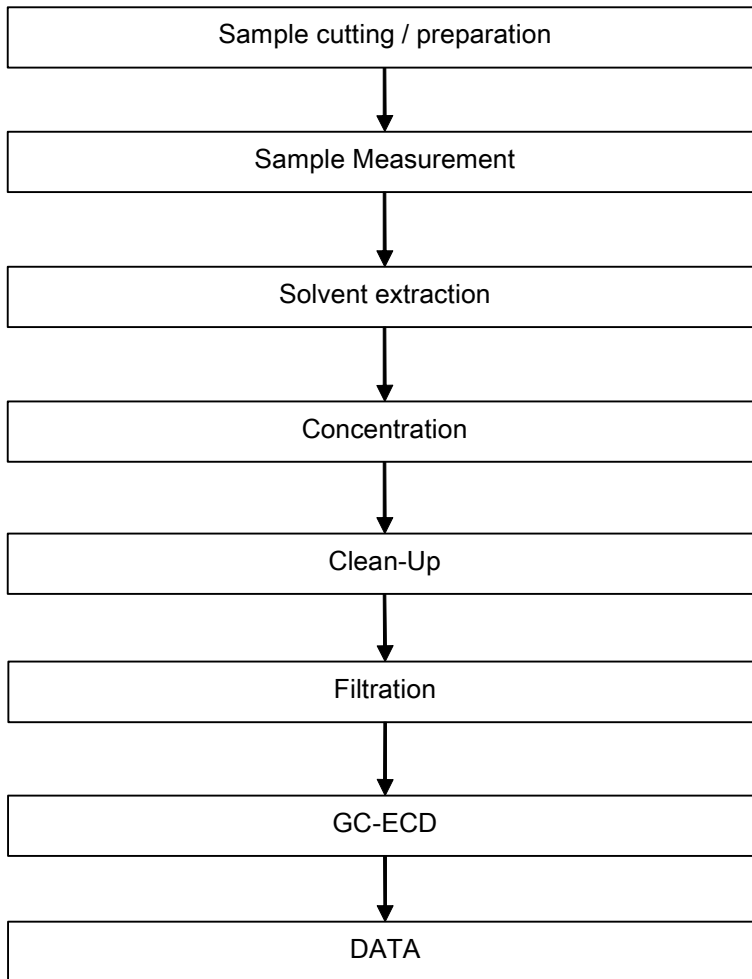 Sample cutting / preparation
Sample Measurement
Solvent extraction
Concentration
Clean-Up
Filtration
GC-ECD
DATA